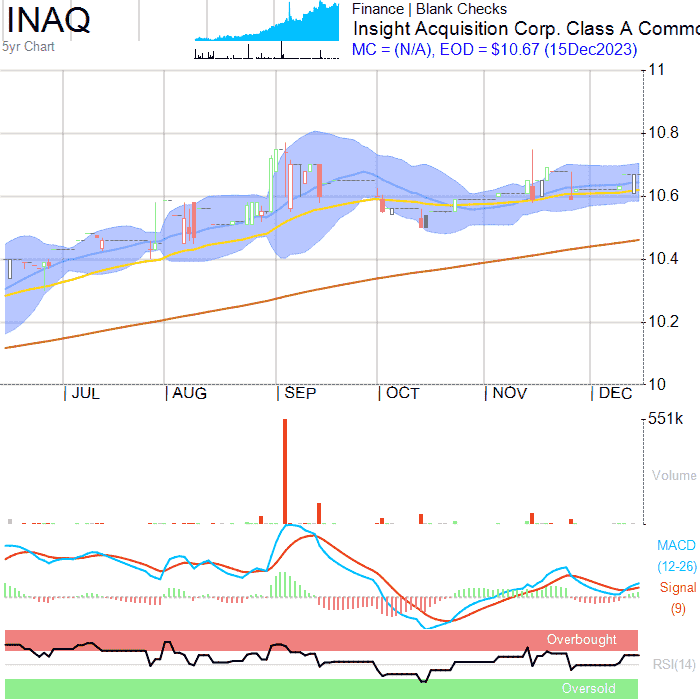 INAQ
5yr Chart
Finance | Blank Checks
Insight Acquisition Corp. Class A Commo
MC = (N/A), EOD = $10.67 (15Dec2023)
11
10.8
10.6
10.4
10.2
10
JUL AUG SEP OCT NOV DEC
551k
Volume
MACD
(12-26)
Signal
(9)
Overbought
RSI(14)
Oversold